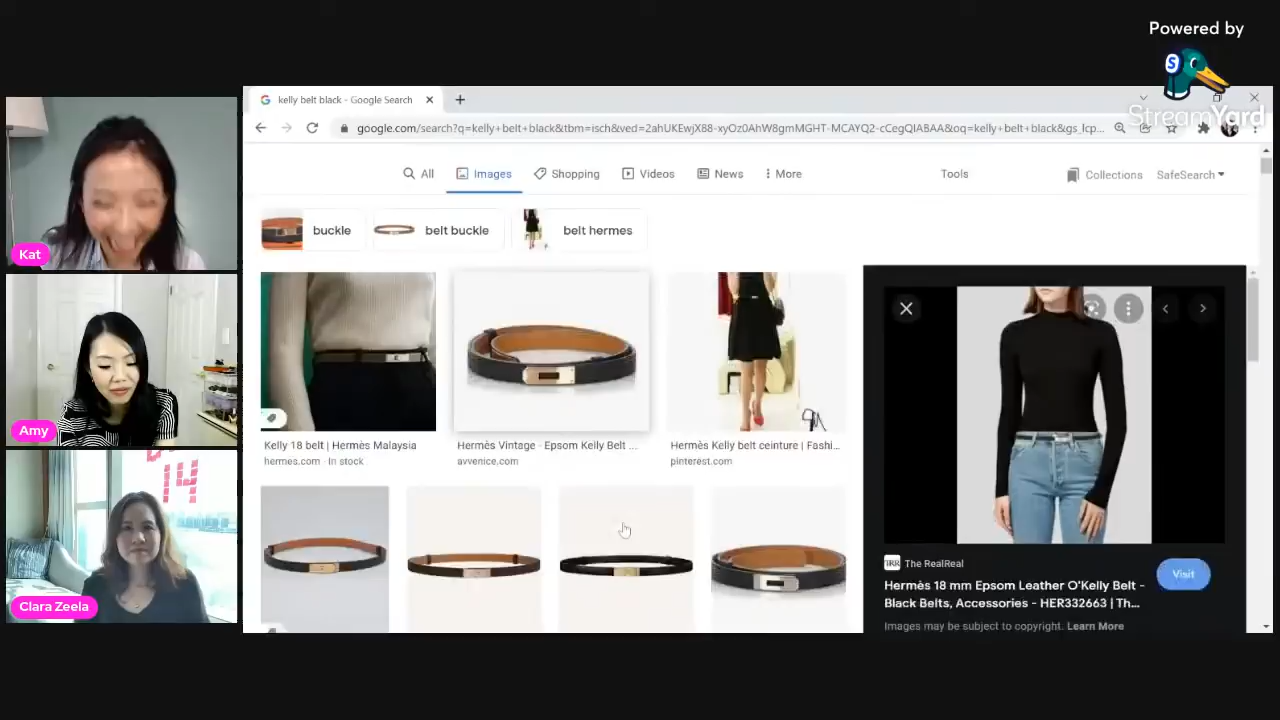 Powered by
StreamYard
kelly belt black - Google Search
google.com/search?q=kelly+belt+black&tbm=isch&ved=2ahUKEwjX88-xyOz0AhW8gmMGHT-MCAYQ2-cCegQIABAA&oq=kelly+belt+black&gs_lcp...
All
Images
Shopping
Videos
News
More
Tools
Collections
SafeSearch
buckle
belt buckle
belt hermes
Kelly 18 belt | Hermès Malaysia
hermes.com · In stock
Hermès Vintage - Epsom Kelly Belt ...
avvenice.com
Hermès Kelly belt ceinture | Fashi...
pinterest.com
RR
The RealReal
Visit
Hermès 18 mm Epsom Leather O'Kelly Belt -
Black Belts, Accessories - HER332663 | Th...
Images may be subject to copyright. Learn More
Kat
Amy
Clara Zeela